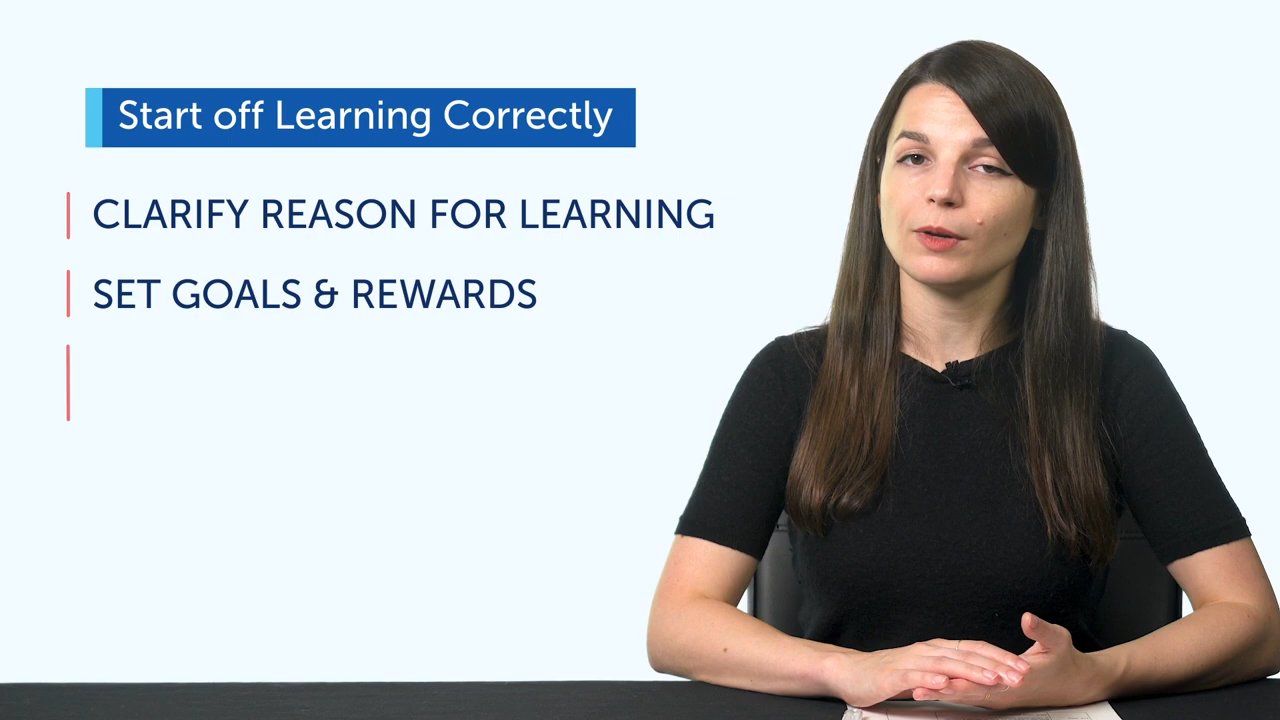 Start off Learning Correctly
CLARIFY REASON FOR LEARNING
SET GOALS & REWARDS